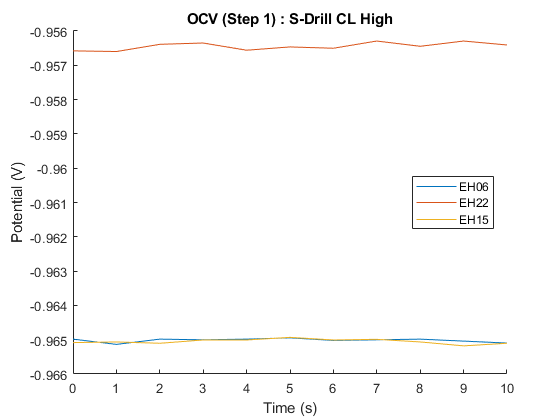 OCV (Step 1) : S-Drill CL High
-0.956
-0.957
-0.958
-0.959
-0.96
-0.961
-0.962
-0.963
-0.964
-0.965
-0.966
Potential (V)
EH06
EH22
EH15
0 1 2 3 4 5 6 7 8 9 10
Time (s)